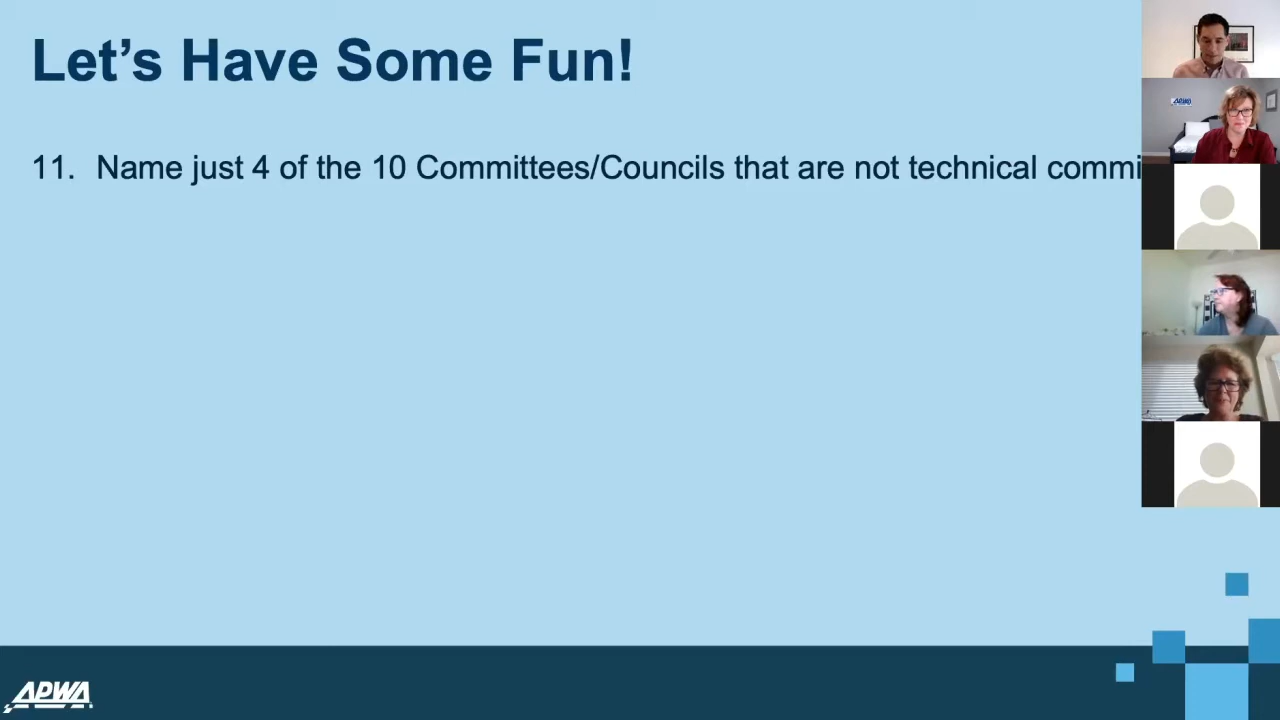 Let's Have Some Fun!
11. Name just 4 of the 10 Committees/Councils that are not technical commi
APWA
APWA